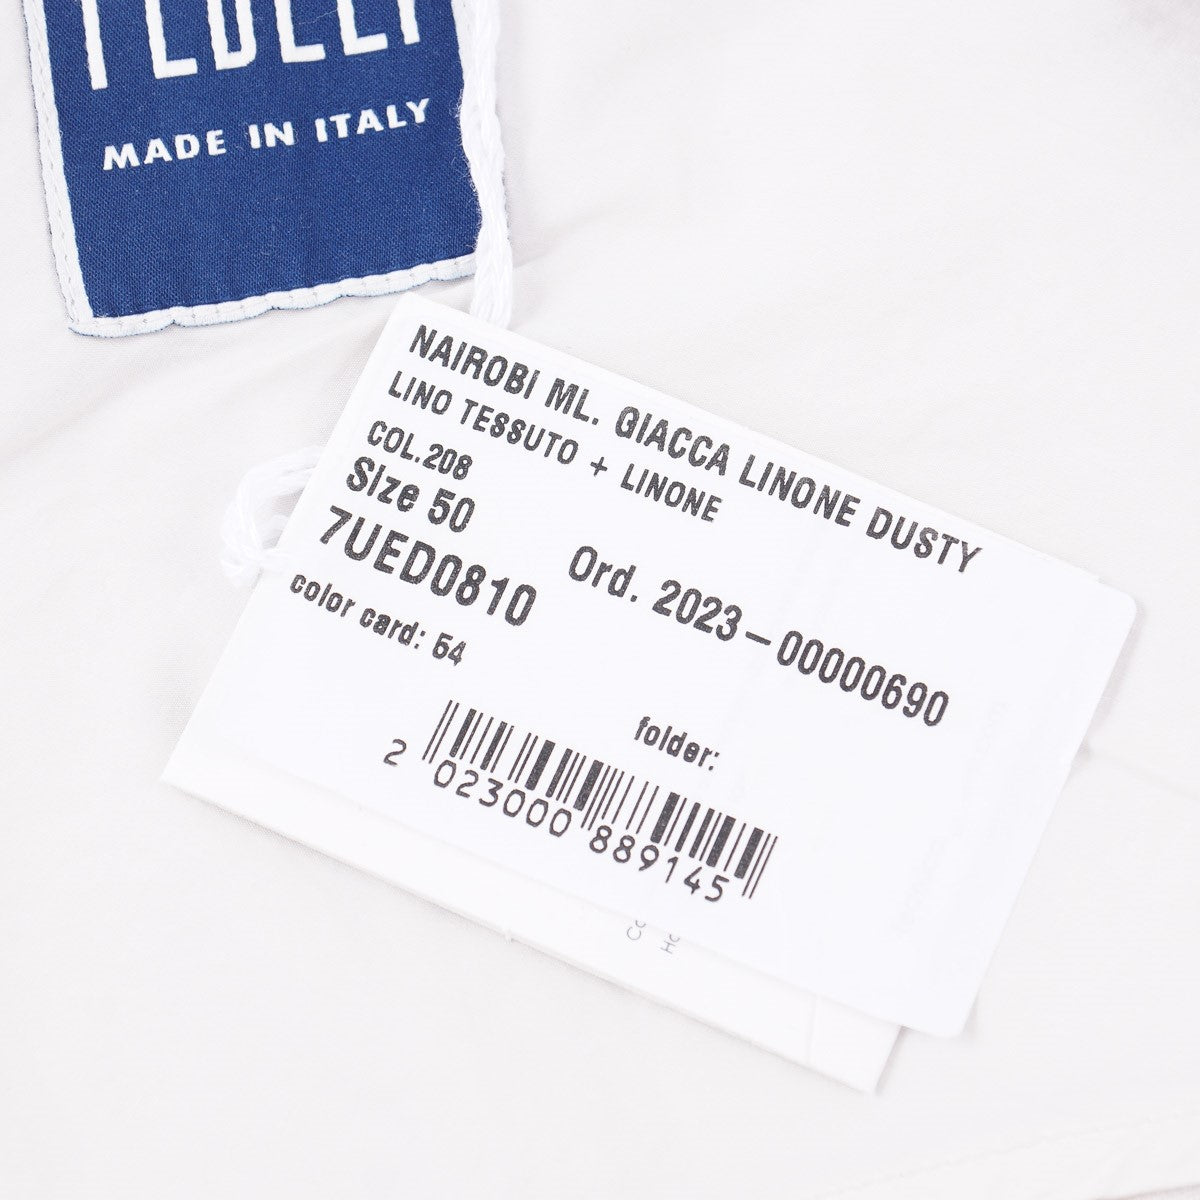 FEDELI
MADE IN ITALY
NAIROBI ML. GIACCA LINONE DUSTY
LINO TESSUTO + LINONE
COL.208
Size 50
7UED0810 Ord. 2023-00000690
color card: 54
folder:
2 023000 889145